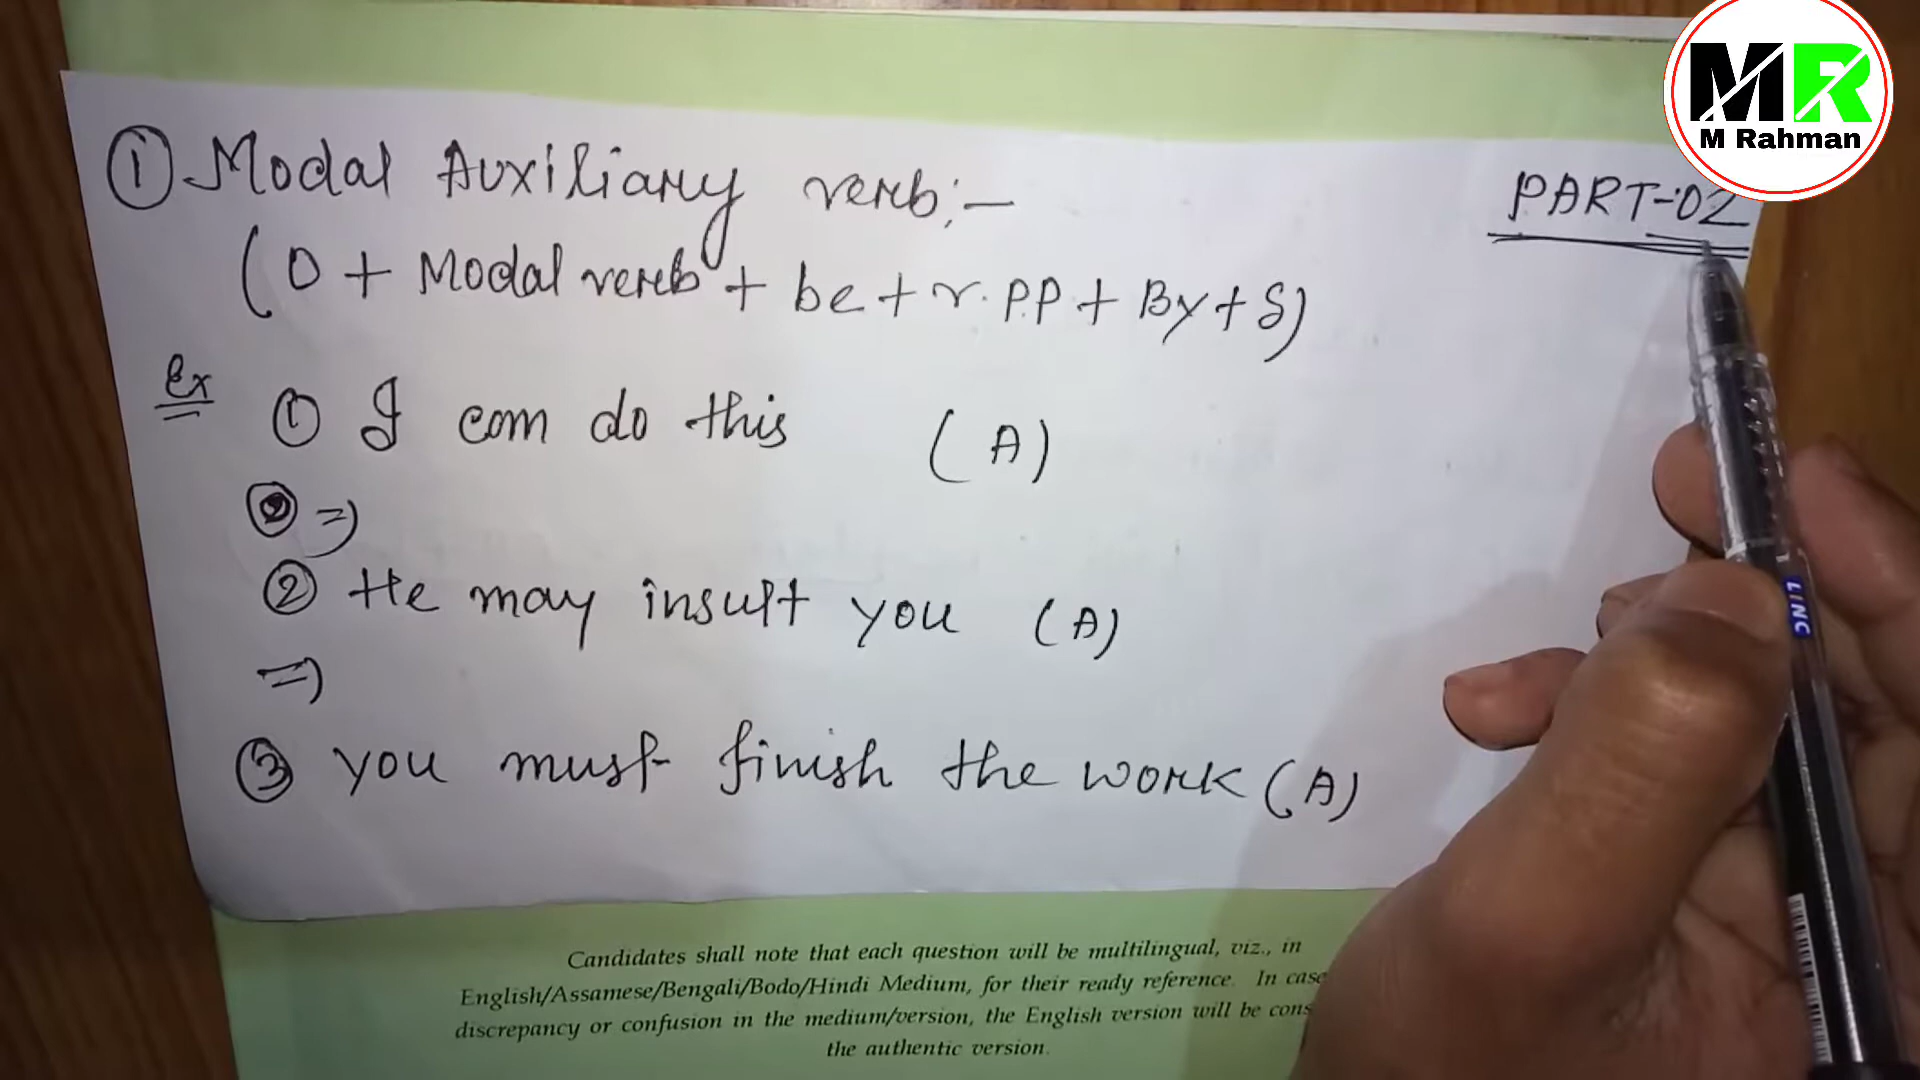 MR
M Rahman
PART-02
① Modal Auxiliary verb:-
(O + Modal verb + be + v.pp + By + S)
Ex ① I can do this (A)
② =>
② He may insult you (A)
=>
③ you must finish the work (A)
LINC
Candidates shall note that each question will be multilingual, viz., in
English/Assamese/Bengali/Bodo/Hindi Medium, for their ready reference. In case
discrepancy or confusion in the medium/version, the English version will be cons
the authentic version.